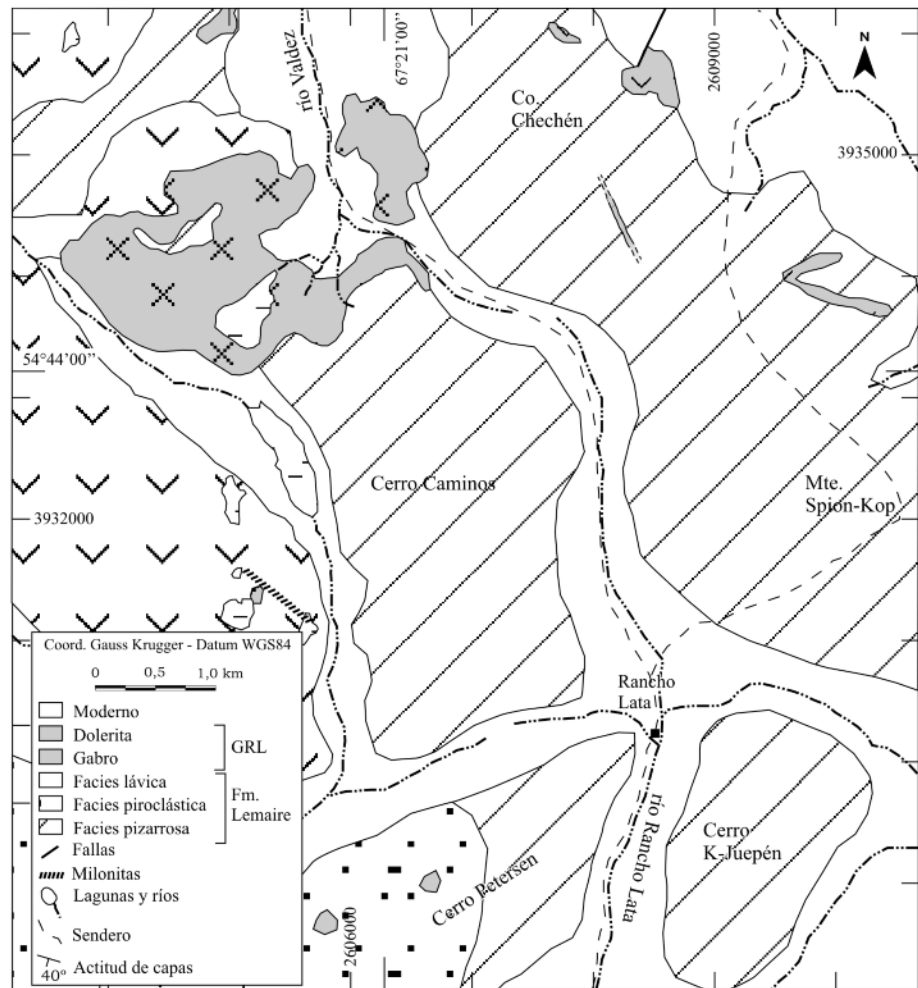 río Valdez
67°21'00''
Co.
Chechén
2609000
N
3935000
54°44'00''
Cerro Caminos
Mte.
Spion-Kop
3932000
Rancho
Lata
río Rancho Lata
Cerro
K-Juepén
Cerro Petersen
2606000
Coord. Gauss Krugger - Datum WGS84
0 0,5 1,0 km
Moderno
Dolerita
Gabro
GRL
Facies lávica
Facies piroclástica
Facies pizarrosa
Fm.
Lemaire
Fallas
Milonitas
Lagunas y ríos
Sendero
40° Actitud de capas